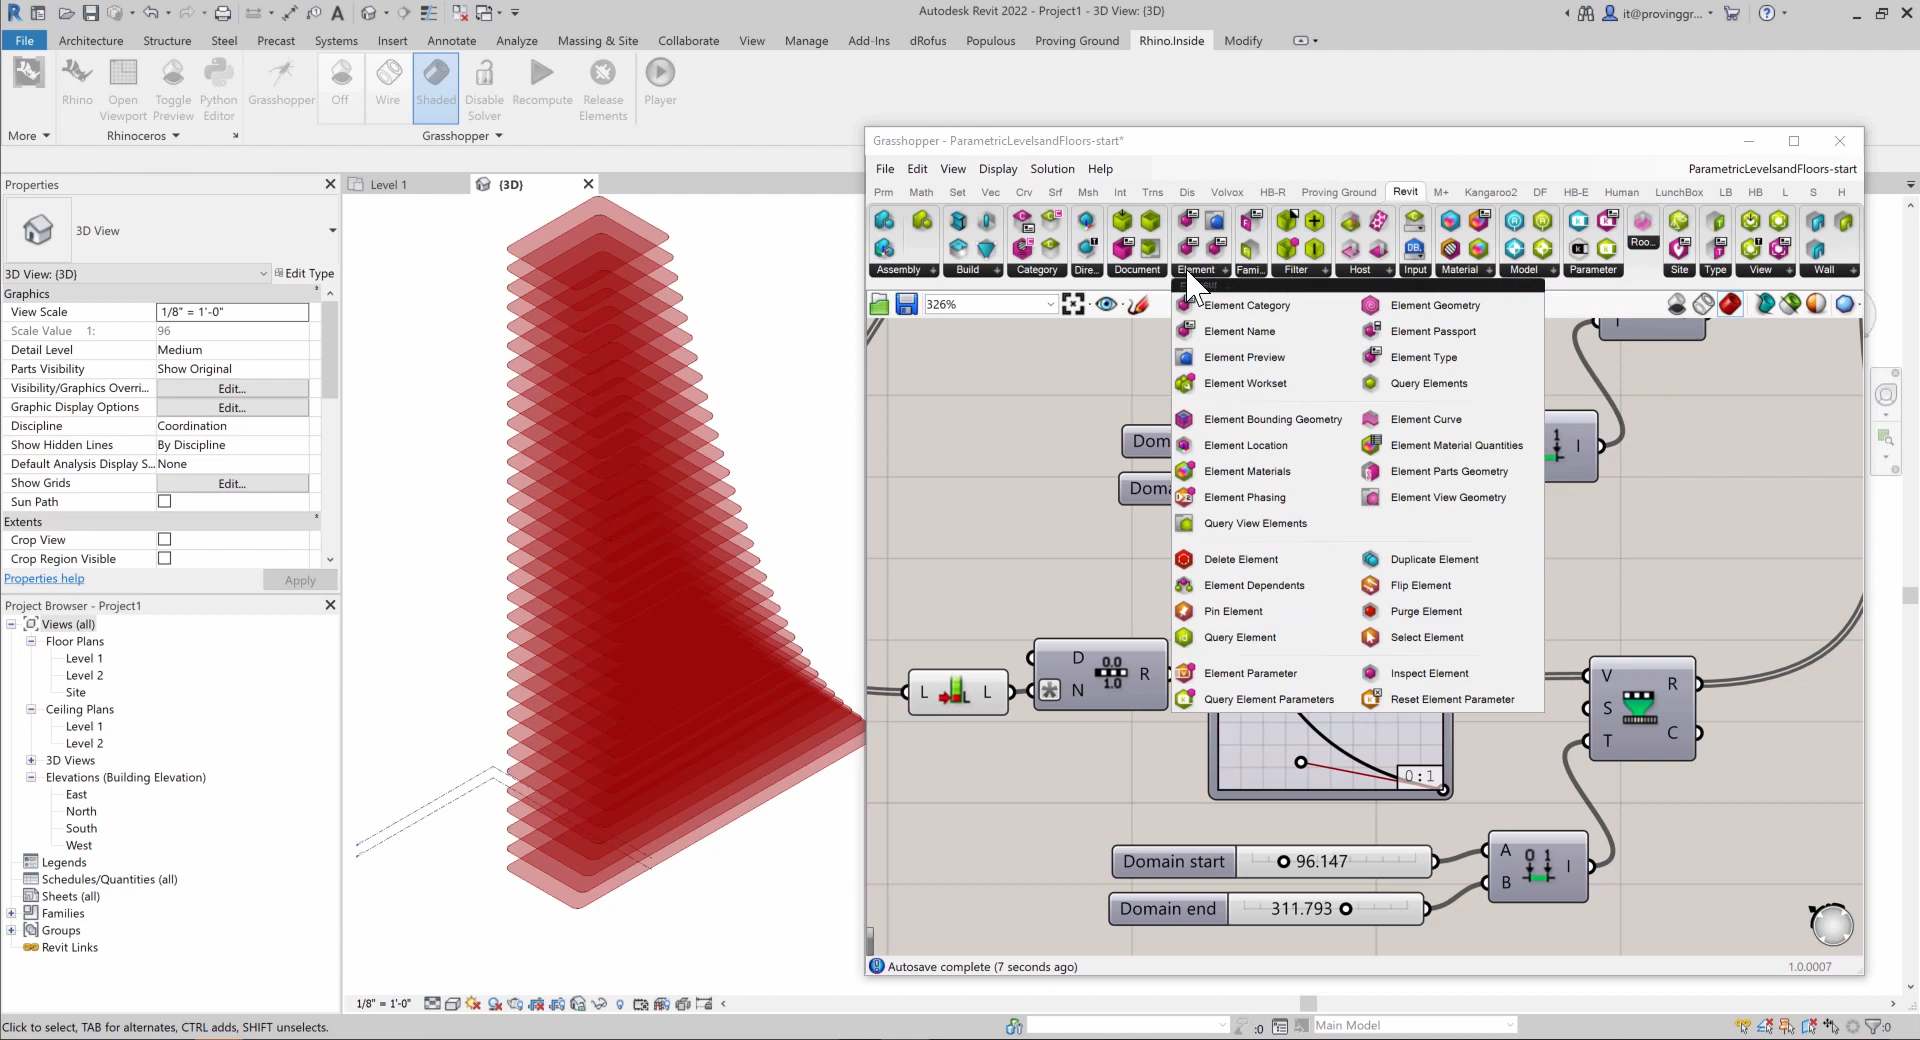 Autodesk Revit 2022 - Project1 - 3D View: {3D}
it@provinggr...
File Architecture Structure Steel Precast Systems Insert Annotate Analyze Massing & Site Collaborate View Manage Add-Ins dRofus Populous Proving Ground Rhino.Inside Modify
Rhino Open Viewport Toggle Preview Python Editor Grasshopper Off Wire Shaded Disable Solver Recompute Release Elements Player
More Rhinoceros Grasshopper
Properties
Level 1 {3D}
3D View
3D View: {3D} Edit Type
Graphics
View Scale 1/8" = 1'-0"
Scale Value 1: 96
Detail Level Medium
Parts Visibility Show Original
Visibility/Graphics Overri... Edit...
Graphic Display Options Edit...
Discipline Coordination
Show Hidden Lines By Discipline
Default Analysis Display S... None
Show Grids Edit...
Sun Path
Extents
Crop View
Crop Region Visible
Properties help Apply
Project Browser - Project1
Views (all)
Floor Plans
Level 1
Level 2
Site
Ceiling Plans
Level 1
Level 2
3D Views
Elevations (Building Elevation)
East
North
South
West
Legends
Schedules/Quantities (all)
Sheets (all)
Families
Groups
Revit Links
Grasshopper - ParametricLevelsandFloors-start*
File Edit View Display Solution Help ParametricLevelsandFloors-start
Prm Math Set Vec Crv Srf Msh Int Trns Dis Volvox HB-R Proving Ground Revit M+ Kangaroo2 DF HB-E Human LunchBox LB HB L S H
Assembly Build Category Dire... Document Element Fami... Filter Host Input Material Model Parameter Roo... Site Type View Wall
326%
Element Category Element Geometry
Element Name Element Passport
Element Preview Element Type
Element Workset Query Elements
Element Bounding Geometry Element Curve
Element Location Element Material Quantities
Element Materials Element Parts Geometry
Element Phasing Element View Geometry
Query View Elements
Delete Element Duplicate Element
Element Dependents Flip Element
Pin Element Purge Element
Query Element Select Element
Element Parameter Inspect Element
Query Element Parameters Reset Element Parameter
Dom
Doma
1 I
L L L
D N 0.0 1.0 R
V S T R C
0 : 1
Domain start 96.147
Domain end 311.793
A B 0 1 I
Autosave complete (7 seconds ago) 1.0.0007
1/8" = 1'-0"
Click to select, TAB for alternates, CTRL adds, SHIFT unselects. :0 Main Model :0